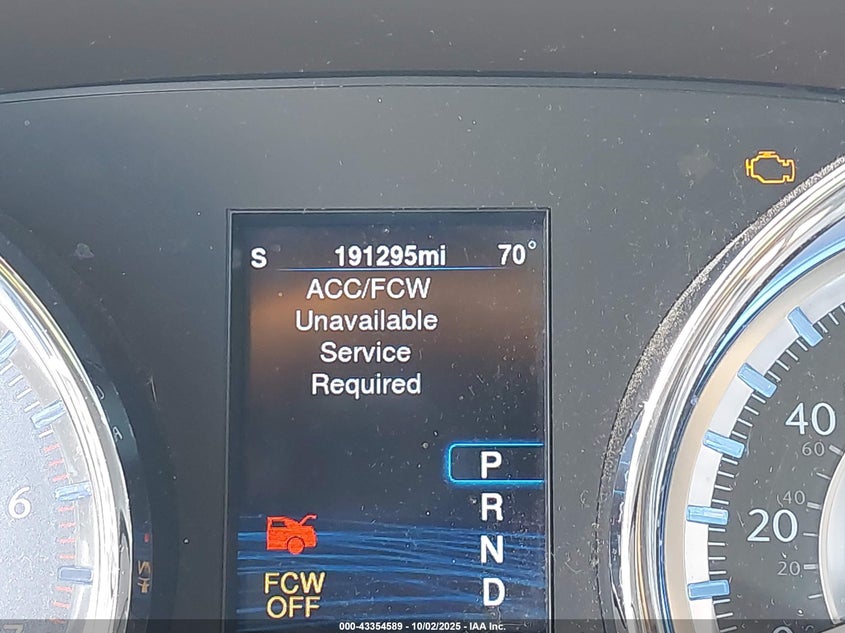 S 191295mi 70°
ACC/FCW
Unavailable
Service
Required
P
R
N
D
FCW
OFF
6
40
60
40
20
20
000-43354589 - 10/02/2025 - IAA Inc.